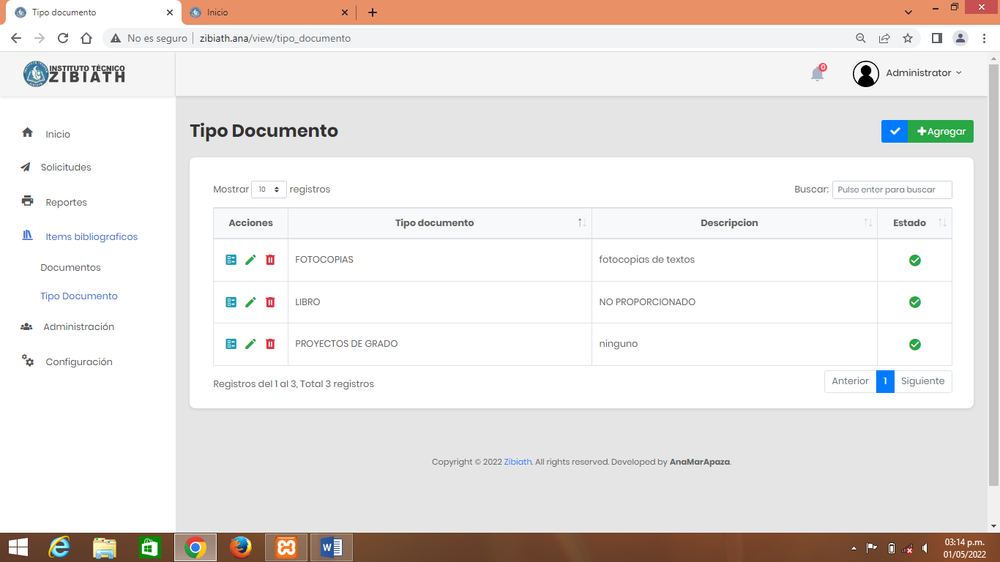 Tipo documento
Inicio
No es seguro
zibiath.ana/view/tipo_documento
INSTITUTO TÉCNICO
ZIBIATH
0
Administrator
Inicio
Solicitudes
Reportes
Items bibliograficos
Documentos
Tipo Documento
Administración
Configuración
Tipo Documento
Agregar
Mostrar 10 registros
Buscar: Pulse enter para buscar
Acciones Tipo documento Descripcion Estado
FOTOCOPIAS fotocopias de textos
LIBRO NO PROPORCIONADO
PROYECTOS DE GRADO ninguno
Registros del 1 al 3, Total 3 registros
Anterior 1 Siguiente
Copyright © 2022 Zibiath. All rights reserved. Developed by AnaMarApaza.
03:14 p.m.
01/05/2022